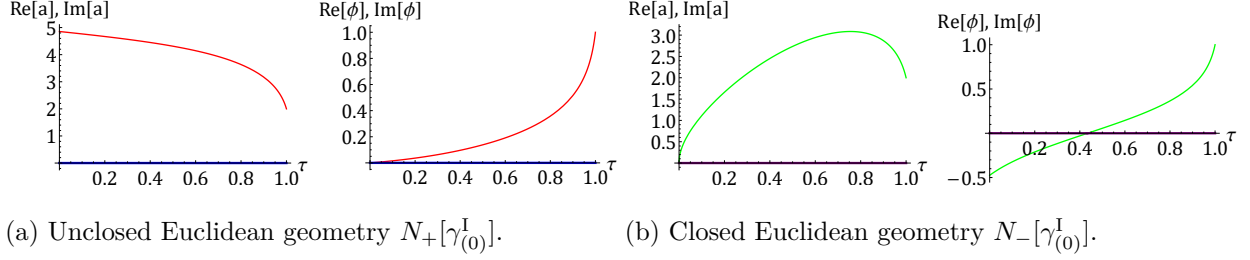 Re[a], Im[a]
5
4
3
2
1
0.2 0.4 0.6 0.8 1.0 τ
Re[ϕ], Im[ϕ]
1.0
0.8
0.6
0.4
0.2
0.2 0.4 0.6 0.8 1.0 τ
Re[a], Im[a]
3.0
2.5
2.0
1.5
1.0
0.5
0.2 0.4 0.6 0.8 1.0 τ
Re[ϕ], Im[ϕ]
1.0
0.5
0.2 0.4 0.6 0.8 1.0 τ
−0.5
(a) Unclosed Euclidean geometry N₊[γ^I_(0)].
(b) Closed Euclidean geometry N₋[γ^I_(0)].